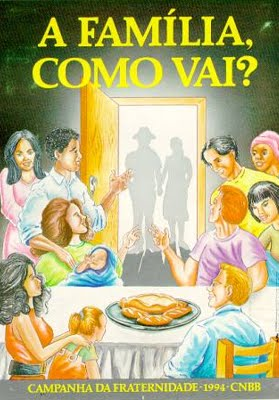 A FAMÍLIA,
COMO VAI?
CAMPANHA DA FRATERNIDADE · 1994 · CNBB